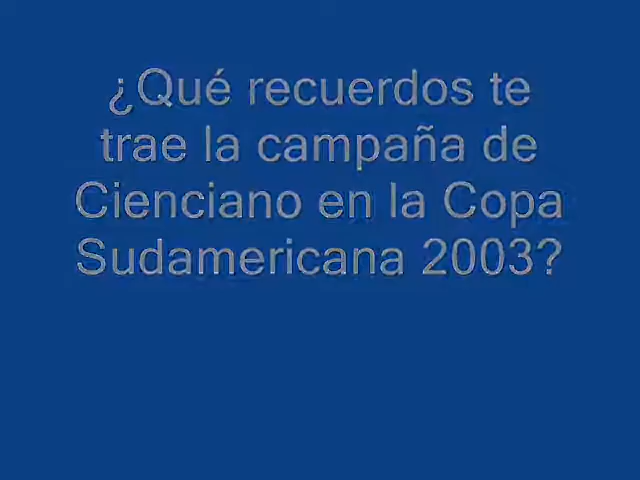 ¿Qué recuerdos te
trae la campaña de
Cienciano en la Copa
Sudamericana 2003?